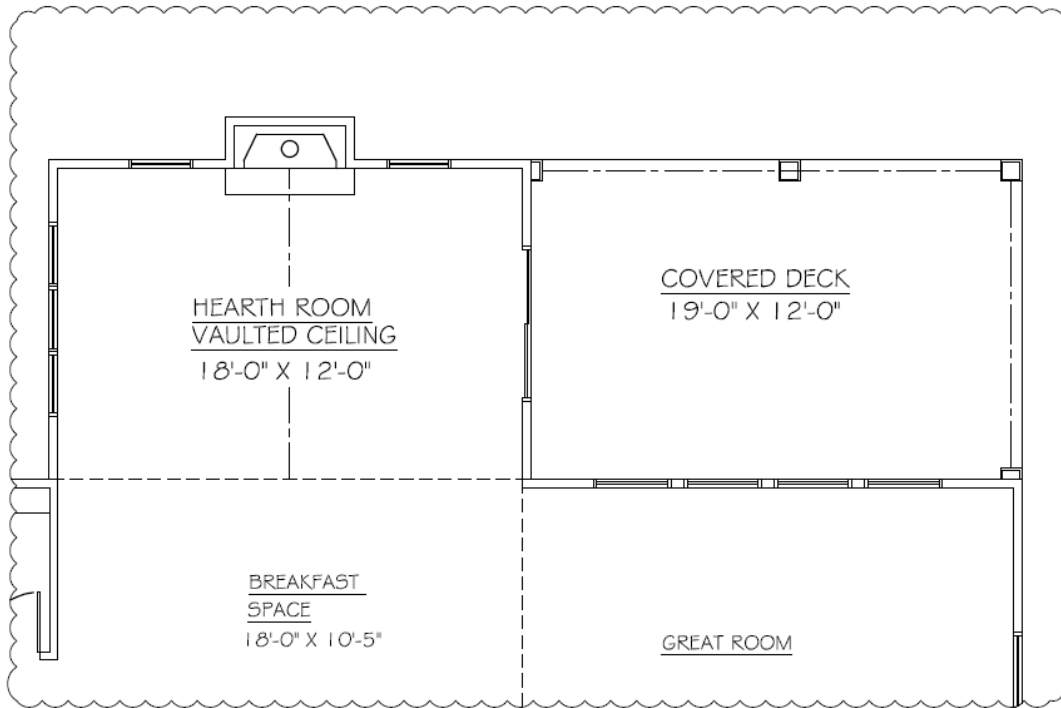 HEARTH ROOM
VAULTED CEILING
18'-0" X 12'-0"
COVERED DECK
19'-0" X 12'-0"
BREAKFAST
SPACE
18'-0" X 10'-5"
GREAT ROOM